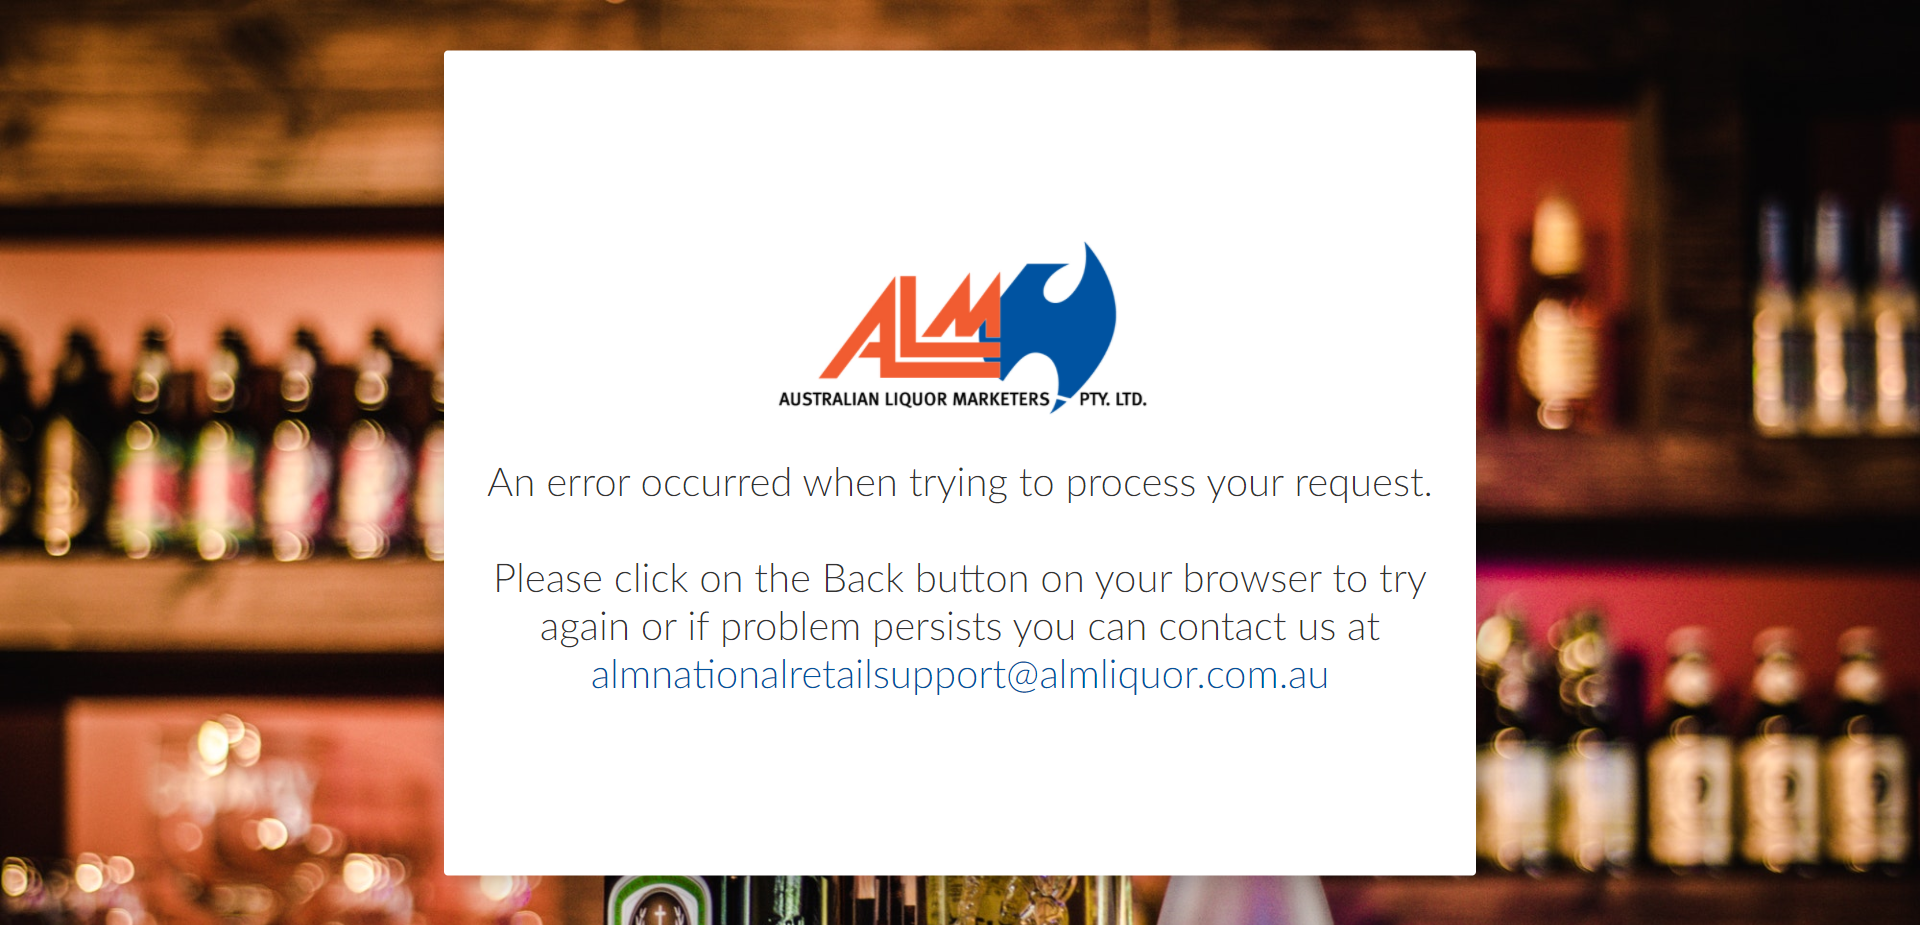 ALM
AUSTRALIAN LIQUOR MARKETERS PTY. LTD.
An error occurred when trying to process your request.
Please click on the Back button on your browser to try
again or if problem persists you can contact us at
almnationalretailsupport@almliquor.com.au